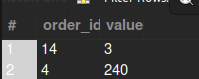 # order_id value
1 14 3
2 4 240